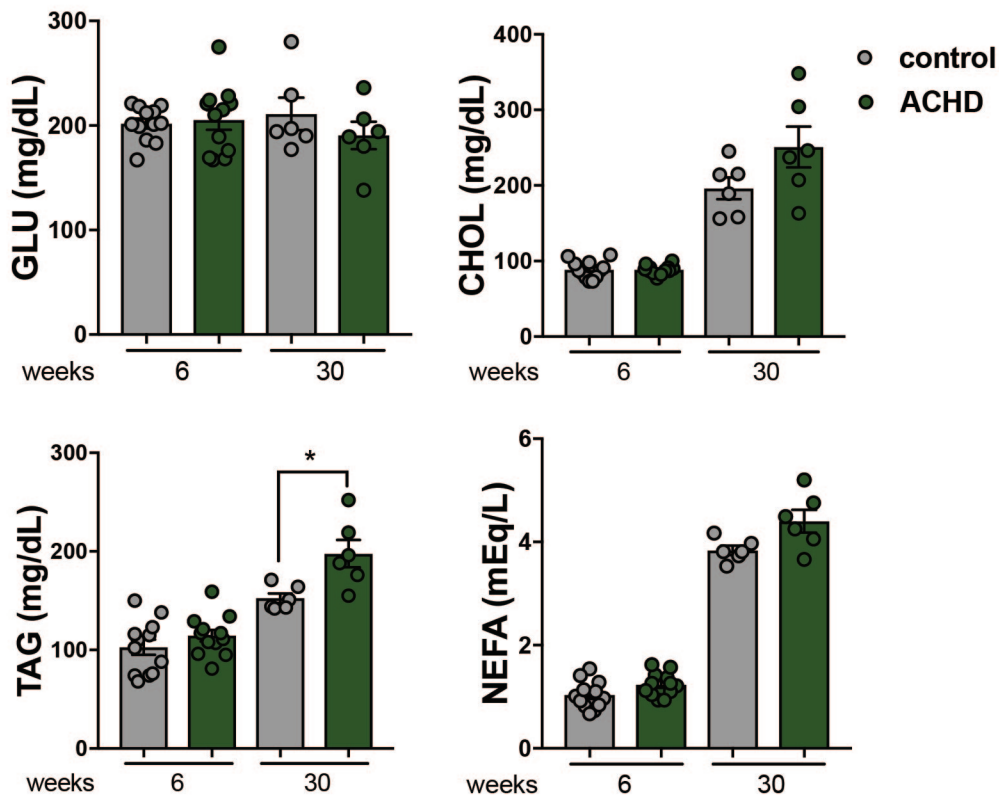 GLU (mg/dL)
300
200
100
0
weeks
6
30
CHOL (mg/dL)
400
300
200
100
0
weeks
6
30
control
ACHD
TAG (mg/dL)
300
200
100
0
*
weeks
6
30
NEFA (mEq/L)
6
4
2
0
weeks
6
30